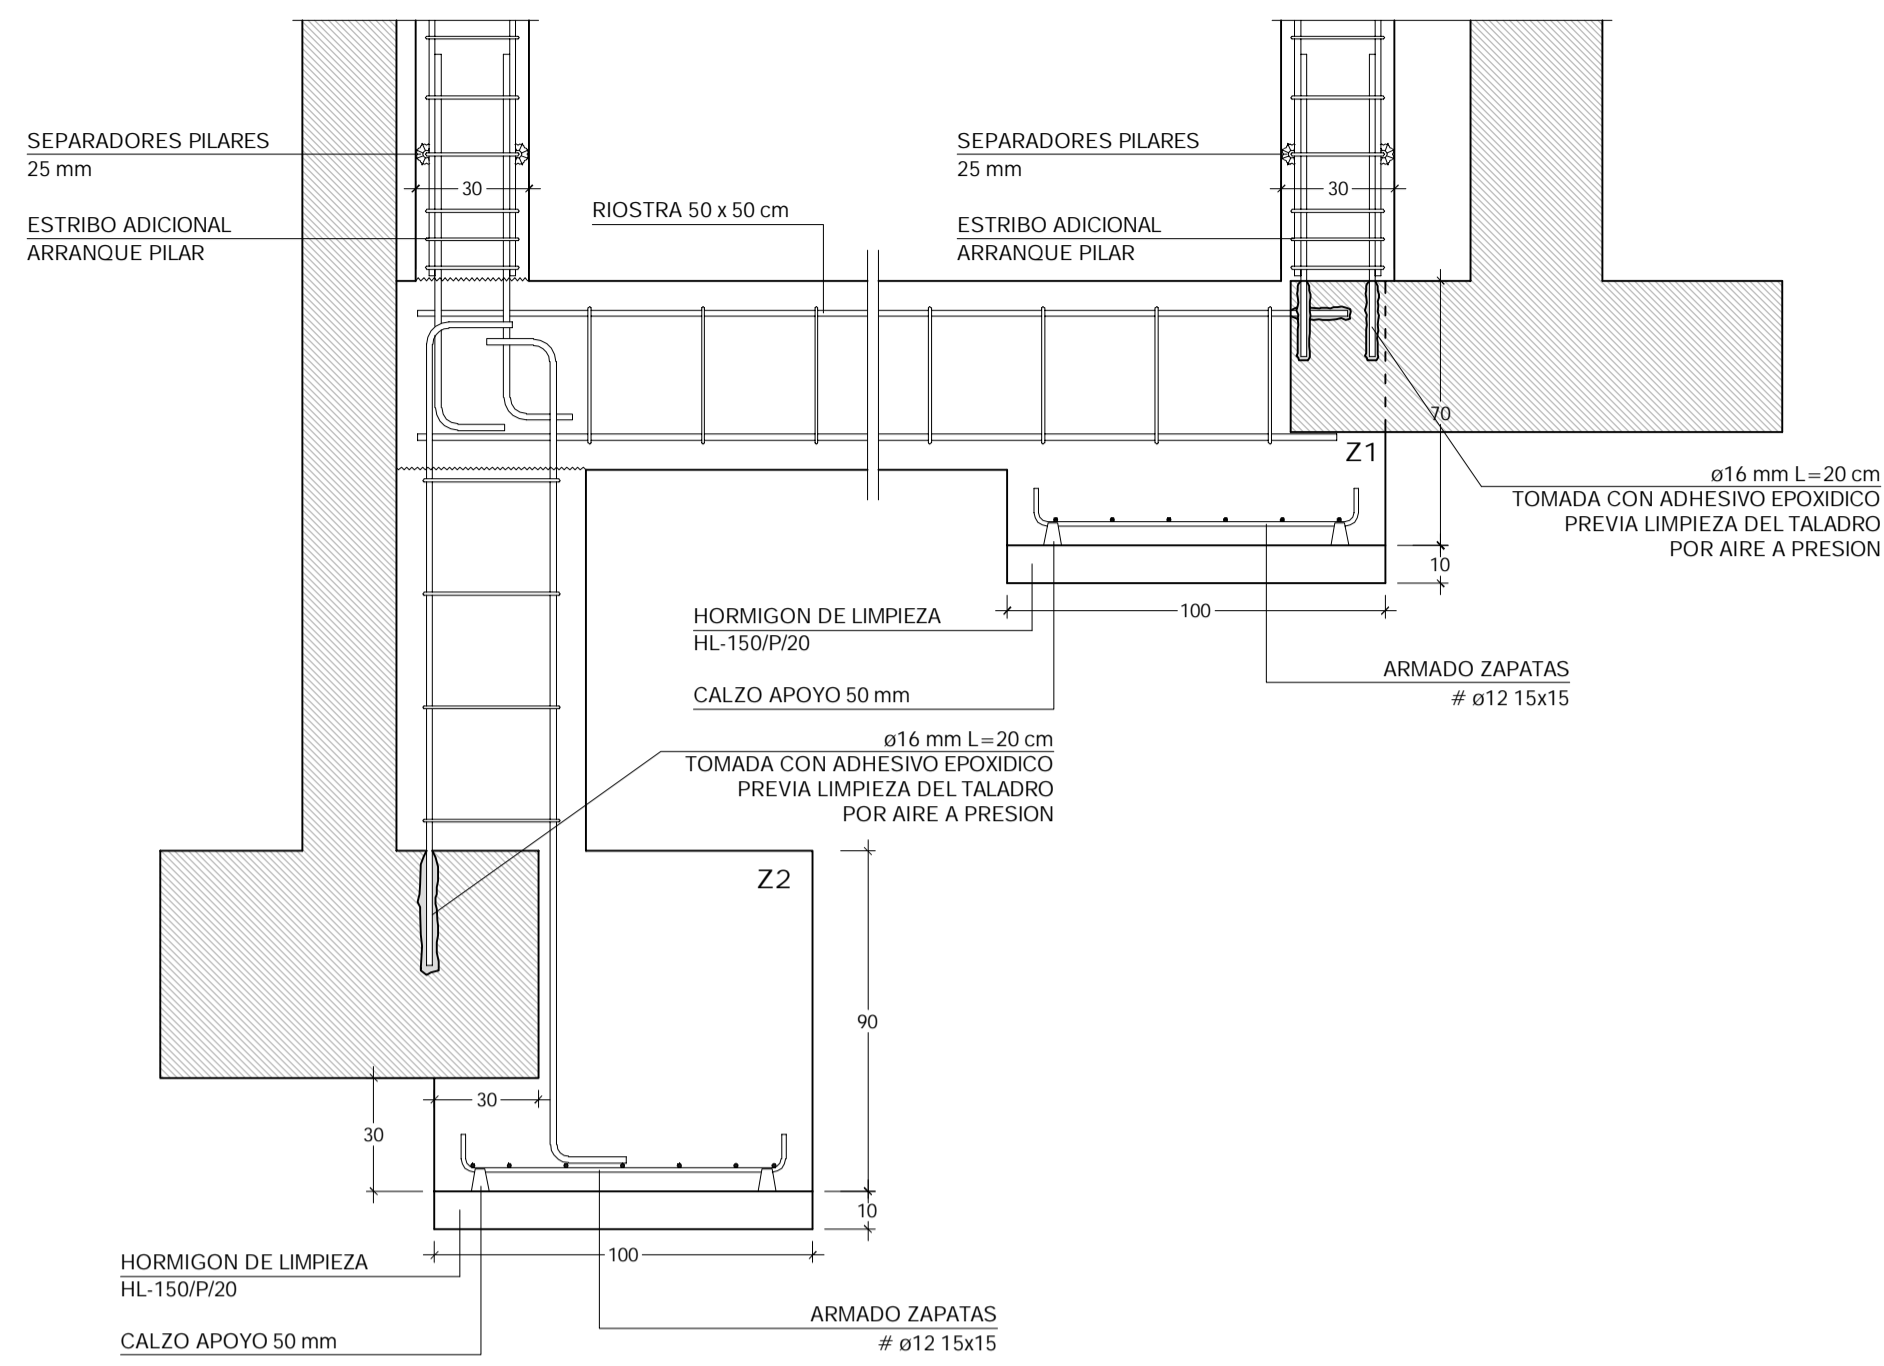 SEPARADORES PILARES
25 mm
30
ESTRIBO ADICIONAL
ARRANQUE PILAR
RIOSTRA 50 x 50 cm
SEPARADORES PILARES
25 mm
30
ESTRIBO ADICIONAL
ARRANQUE PILAR
70
Z1
ø16 mm L=20 cm
TOMADA CON ADHESIVO EPOXIDICO
PREVIA LIMPIEZA DEL TALADRO
POR AIRE A PRESION
10
100
HORMIGON DE LIMPIEZA
HL-150/P/20
CALZO APOYO 50 mm
ARMADO ZAPATAS
# ø12 15x15
ø16 mm L=20 cm
TOMADA CON ADHESIVO EPOXIDICO
PREVIA LIMPIEZA DEL TALADRO
POR AIRE A PRESION
Z2
90
30
30
10
100
HORMIGON DE LIMPIEZA
HL-150/P/20
CALZO APOYO 50 mm
ARMADO ZAPATAS
# ø12 15x15